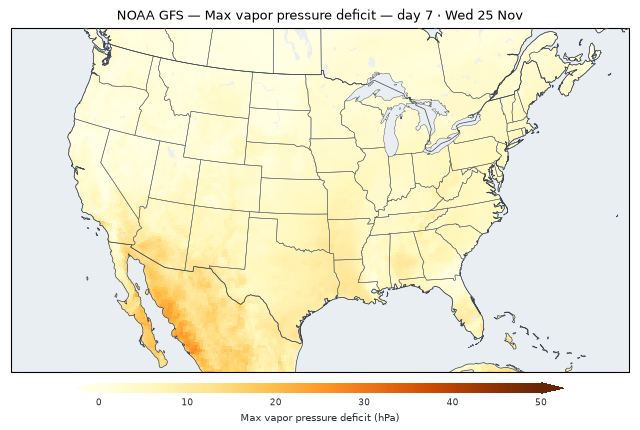 NOAA GFS — Max vapor pressure deficit — day 7 · Wed 25 Nov
0 10 20 30 40 50
Max vapor pressure deficit (hPa)